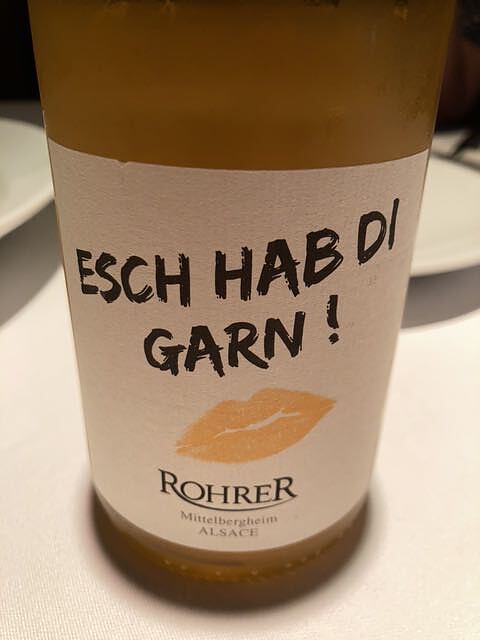 ESCH HAB DI
GARN !
ROHRER
Mittelbergheim
ALSACE